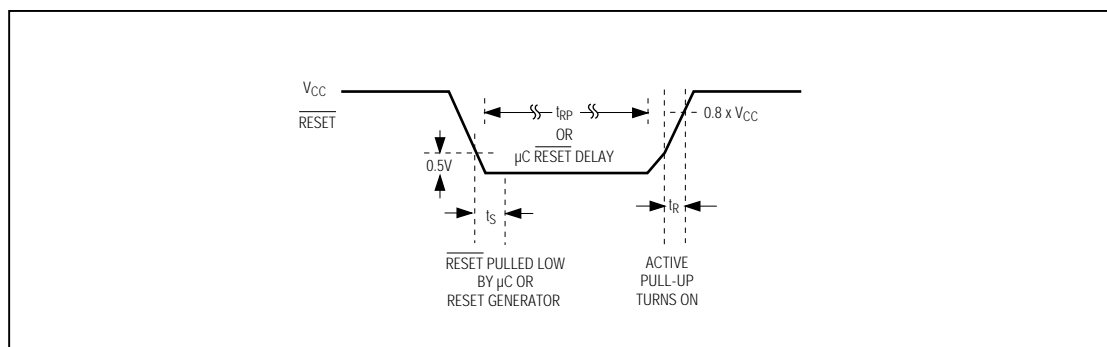 VCC
RESET
0.5V
tRP
OR
µC RESET DELAY
0.8 x VCC
tS
tR
RESET PULLED LOW
BY µC OR
RESET GENERATOR
ACTIVE
PULL-UP
TURNS ON